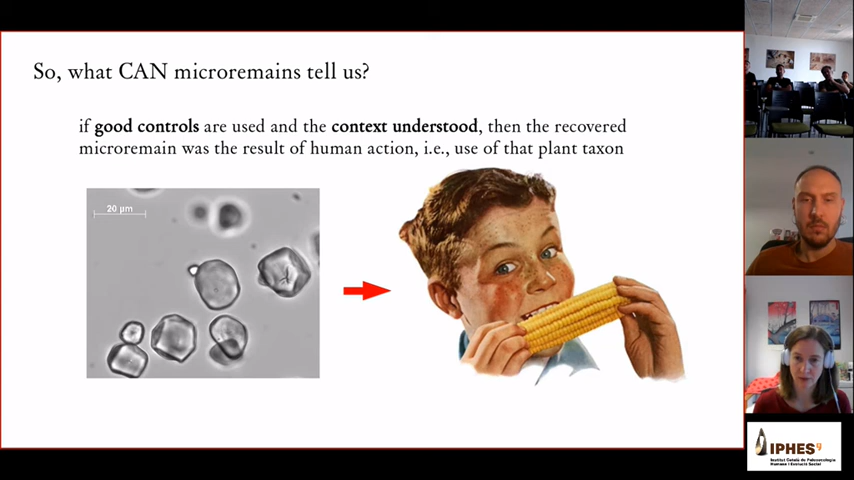 So, what CAN microremains tell us?
if good controls are used and the context understood, then the recovered
microremain was the result of human action, i.e., use of that plant taxon
20 µm
IPHES
Institut Català de Paleoecologia
Humana i Evolució Social